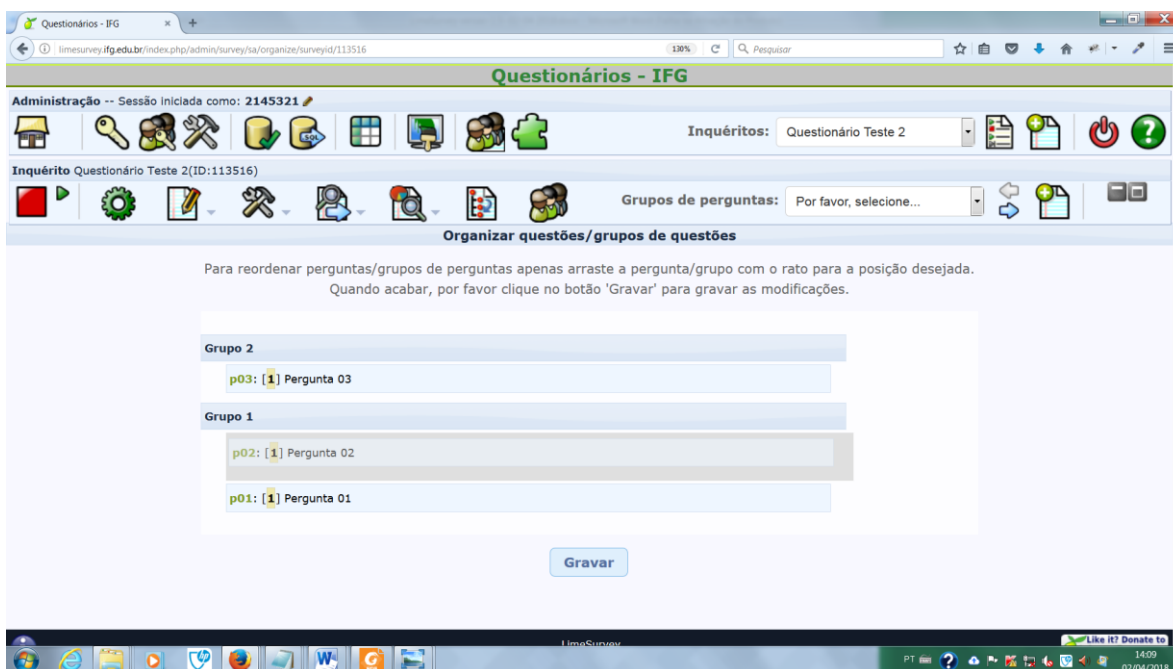 Questionários - IFG
limesurvey.ifg.edu.br/index.php/admin/survey/sa/organize/surveyid/113516
130%
Pesquisar
Questionários - IFG
Administração -- Sessão iniciada como: 2145321
Inquéritos:
Questionário Teste 2
Inquérito Questionário Teste 2(ID:113516)
Grupos de perguntas:
Por favor, selecione...
Organizar questões/grupos de questões
Para reordenar perguntas/grupos de perguntas apenas arraste a pergunta/grupo com o rato para a posição desejada.
Quando acabar, por favor clique no botão 'Gravar' para gravar as modificações.
Grupo 2
p03: [1] Pergunta 03
Grupo 1
p02: [1] Pergunta 02
p01: [1] Pergunta 01
Gravar
LimeSurvey
Like it? Donate to
PT
14:09
02/04/2018